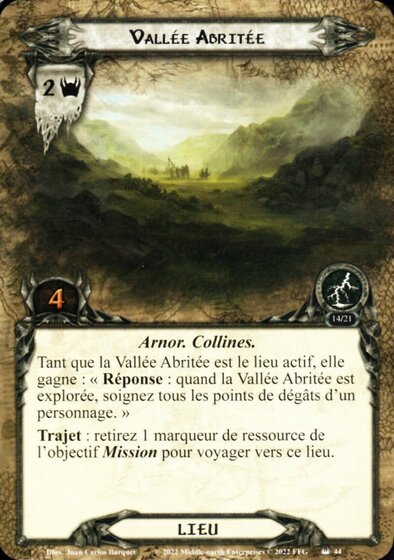 Vallée Abritée
2
4
14/21
Arnor. Collines.
Tant que la Vallée Abritée est le lieu actif, elle
gagne : « Réponse : quand la Vallée Abritée est
explorée, soignez tous les points de dégâts d'un
personnage. »
Trajet : retirez 1 marqueur de ressource de
l'objectif Mission pour voyager vers ce lieu.
LIEU
Illus. Juan Carlos Barquet © 2022 Middle-earth Enterprises © 2022 FFG 44